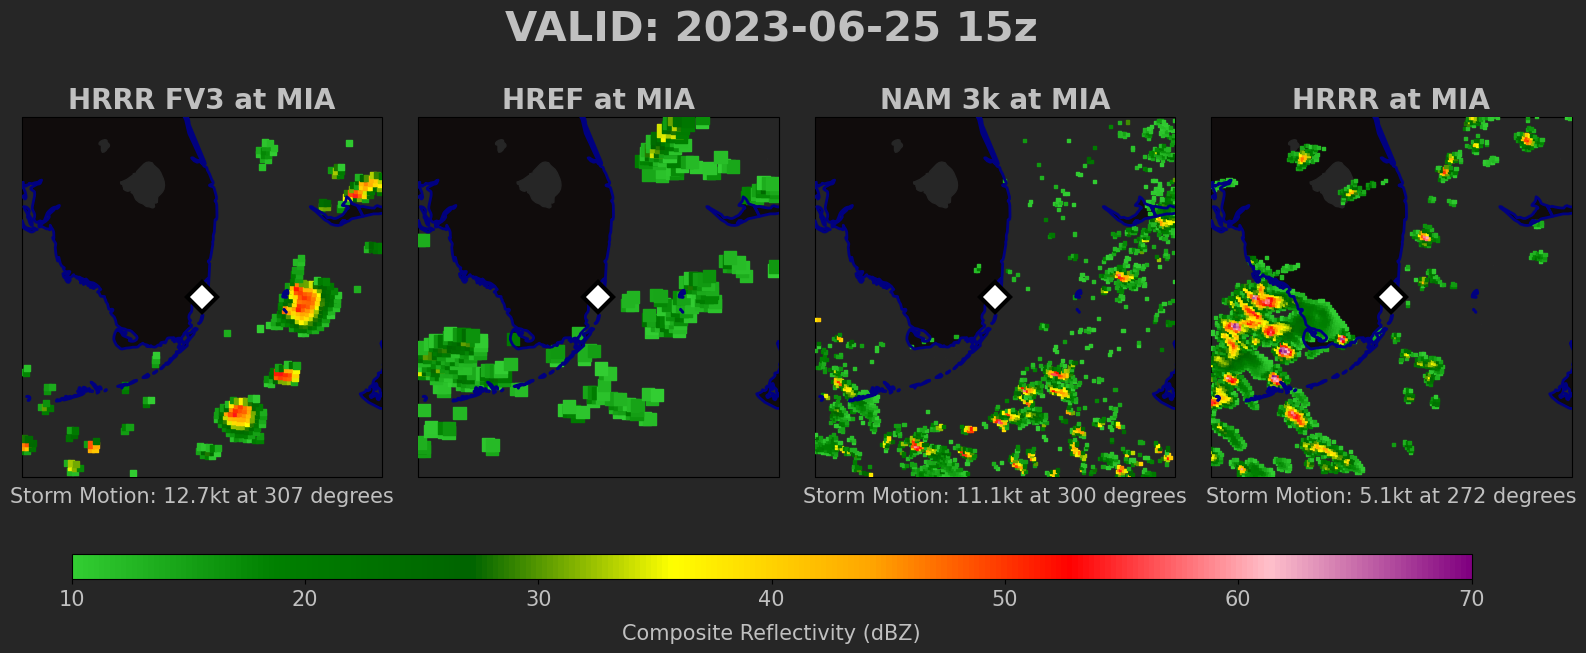 VALID: 2023-06-25 15z
HRRR FV3 at MIA
HREF at MIA
NAM 3k at MIA
HRRR at MIA
Storm Motion: 12.7kt at 307 degrees
Storm Motion: 11.1kt at 300 degrees
Storm Motion: 5.1kt at 272 degrees
10 20 30 40 50 60 70
Composite Reflectivity (dBZ)